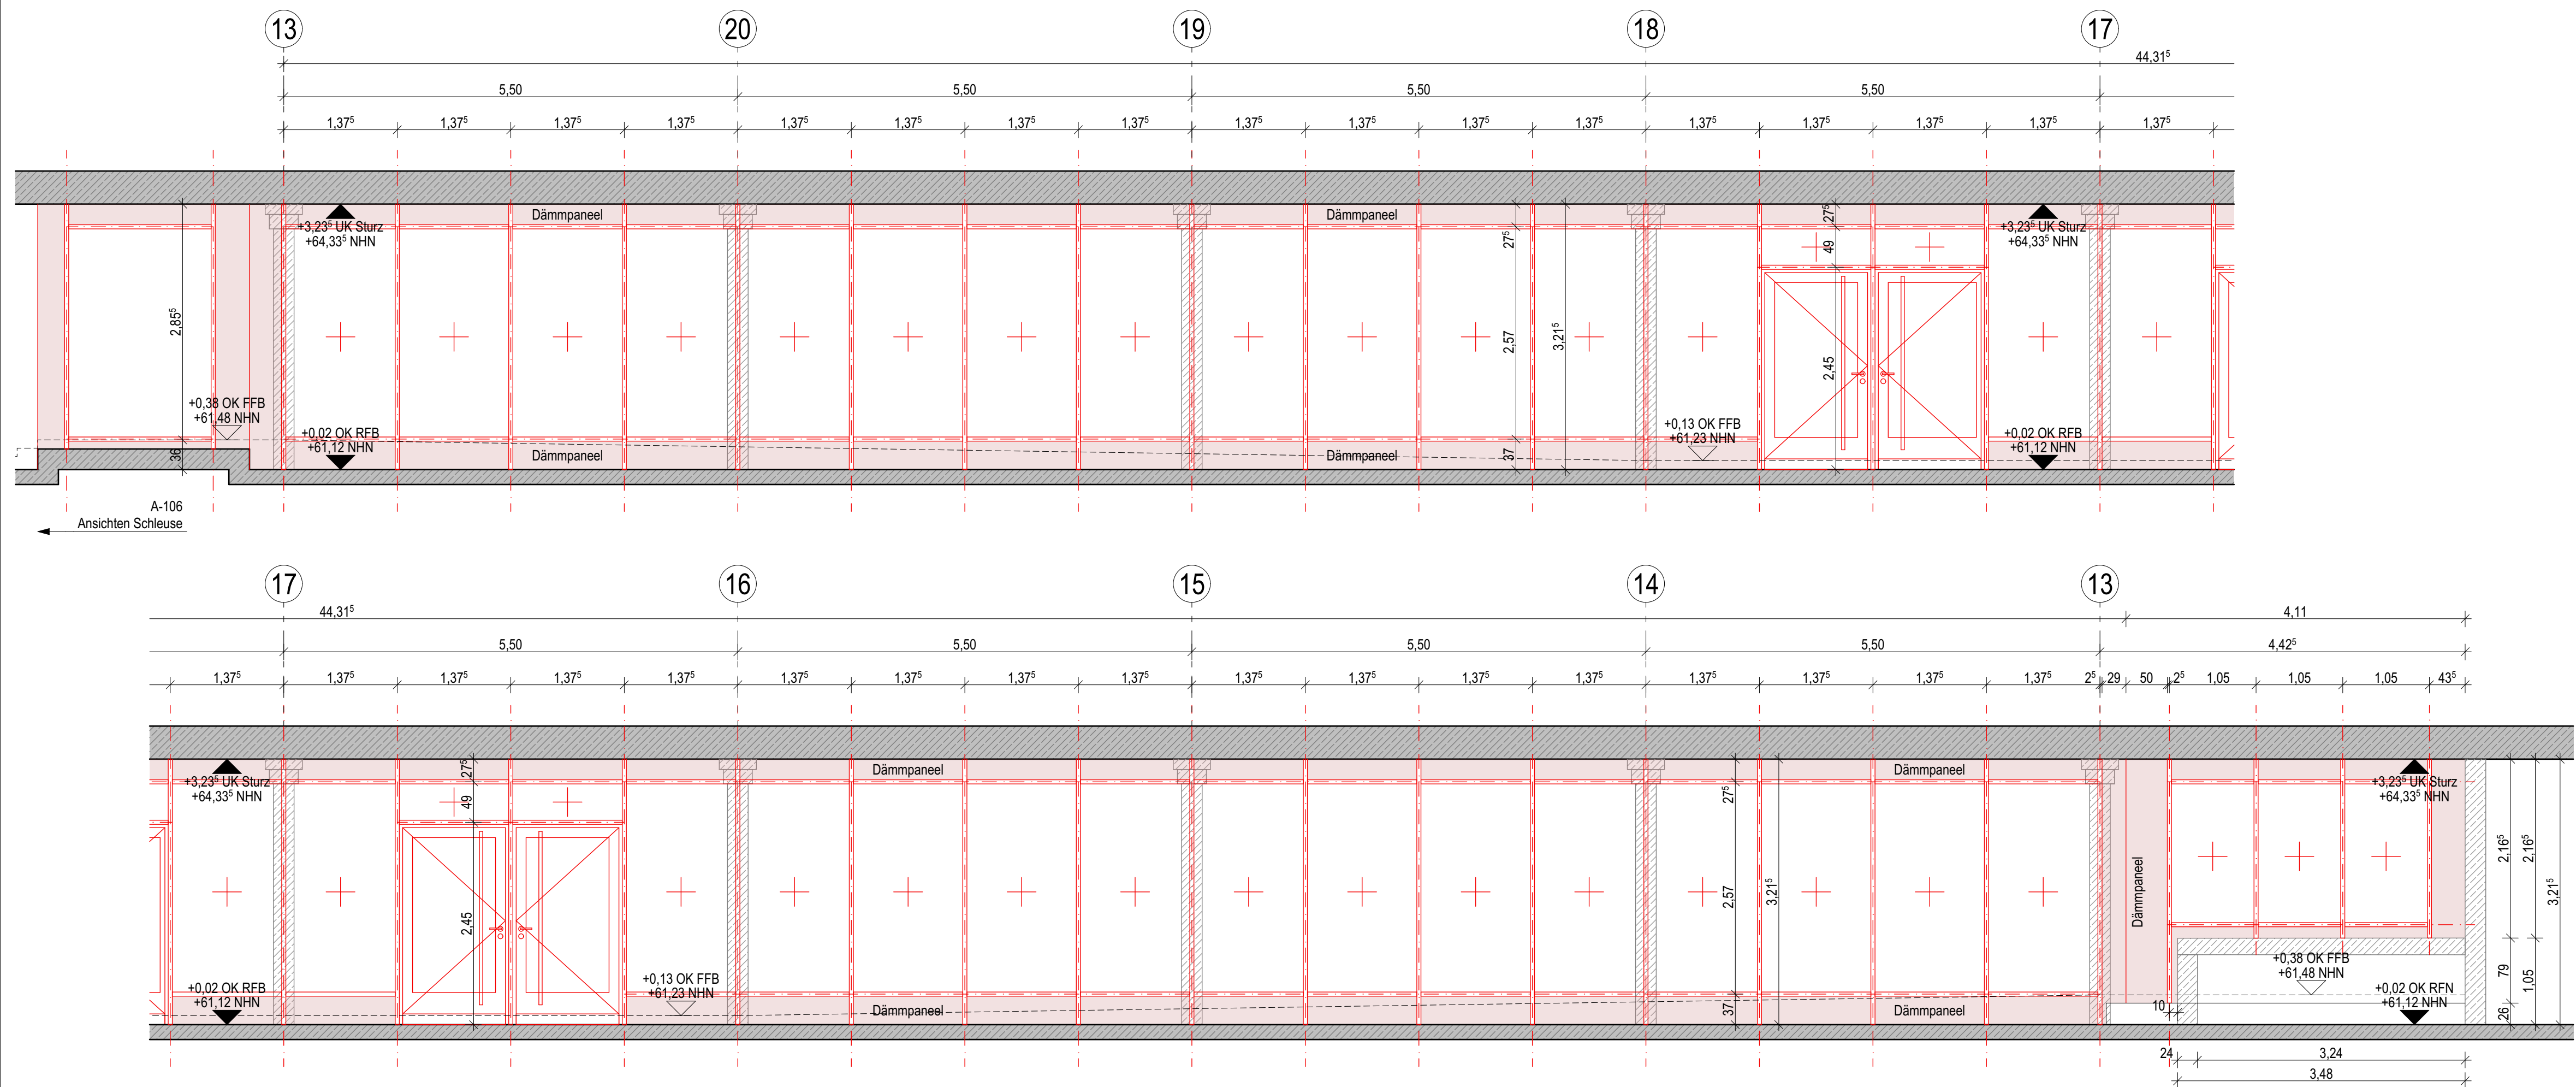 13 20 19 18 17
44,31⁵
5,50 5,50 5,50 5,50
1,37⁵ 1,37⁵ 1,37⁵ 1,37⁵ 1,37⁵ 1,37⁵ 1,37⁵ 1,37⁵ 1,37⁵ 1,37⁵ 1,37⁵ 1,37⁵ 1,37⁵ 1,37⁵ 1,37⁵ 1,37⁵ 1,37⁵
Dämmpaneel Dämmpaneel
27⁵
+3,23⁵ UK Sturz
+64,33⁵ NHN
27⁵
49
+3,23⁵ UK Sturz
+64,33⁵ NHN
2,85⁵
2,57
3,21⁵
2,45
+0,38 OK FFB
+61,48 NHN
+0,02 OK RFB
+61,12 NHN
+0,13 OK FFB
+61,23 NHN
+0,02 OK RFB
+61,12 NHN
36
Dämmpaneel Dämmpaneel
37
A-106
Ansichten Schleuse
17 16 15 14 13
44,31⁵ 4,11
5,50 5,50 5,50 5,50 4,42⁵
1,37⁵ 1,37⁵ 1,37⁵ 1,37⁵ 1,37⁵ 1,37⁵ 1,37⁵ 1,37⁵ 1,37⁵ 1,37⁵ 1,37⁵ 1,37⁵ 1,37⁵ 1,37⁵ 1,37⁵ 1,37⁵ 1,37⁵ 2⁵ 29 50 2�5 1,05 1,05 1,05 43⁵
27⁵
Dämmpaneel Dämmpaneel
+3,23⁵ UK Sturz
+64,33⁵ NHN
49
27⁵
+3,23⁵ UK Sturz
+64,33⁵ NHN
2,16⁵
2,16⁵
2,45
2,57
3,21⁵
Dämmpaneel
3,21⁵
+0,02 OK RFB
+61,12 NHN
+0,13 OK FFB
+61,23 NHN
+0,38 OK FFB
+61,48 NHN
79
1,05
+0,02 OK RFN
+61,12 NHN
Dämmpaneel
37
Dämmpaneel
10
26
24 3,24
3,48